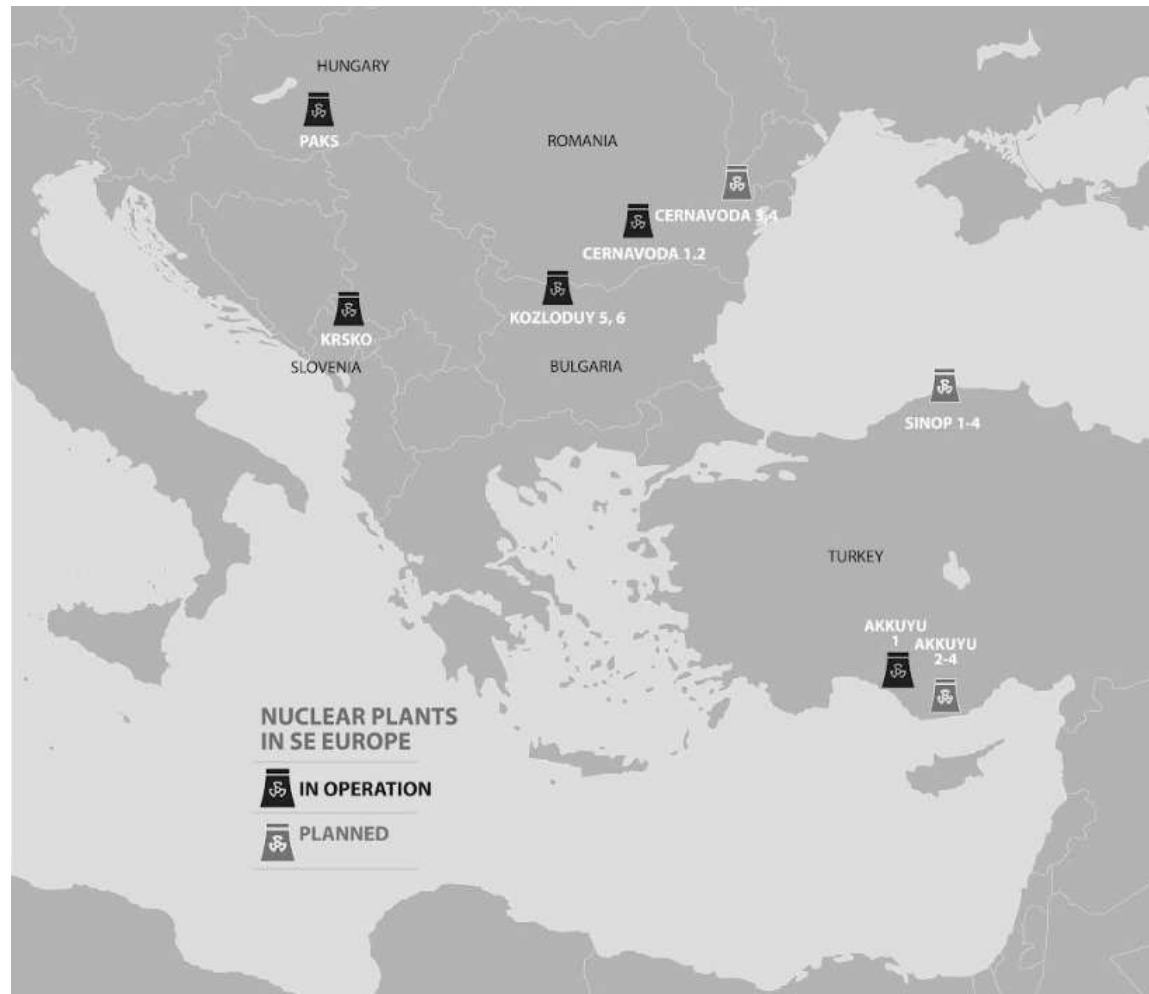 HUNGARY
PAKS
ROMANIA
CERNAVODA 3,4
CERNAVODA 1.2
KOZLODUY 5, 6
KRSKO
SLOVENIA
BULGARIA
SINOP 1-4
TURKEY
AKKUYU
1
AKKUYU
2-4
NUCLEAR PLANTS
IN SE EUROPE
IN OPERATION
PLANNED